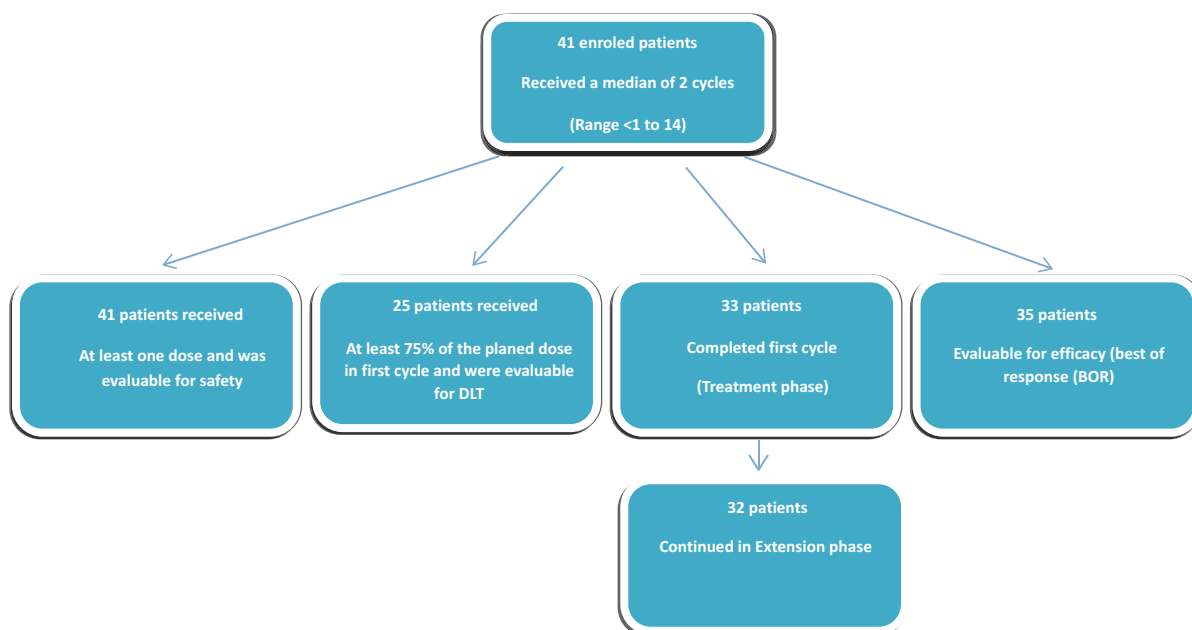 41 enroled patients
Received a median of 2 cycles
(Range <1 to 14)
41 patients received
At least one dose and was
evaluable for safety
25 patients received
At least 75% of the planed dose
in first cycle and were evaluable
for DLT
33 patients
Completed first cycle
(Treatment phase)
35 patients
Evaluable for efficacy (best of
response (BOR)
32 patients
Continued in Extension phase